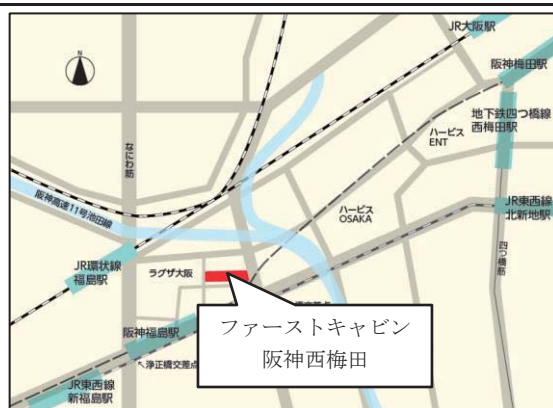 JR大阪駅
N
阪神梅田駅
地下鉄四つ橋線
西梅田駅
ハービス
ENT
なにわ筋
阪神高速11号池田線
ハービス
OSAKA
JR東西線
北新地駅
JR環状線
福島駅
ラグザ大阪
四つ橋筋
ファーストキャビン
阪神西梅田
阪神福島駅
↖浄正橋交差点
JR東西線
新福島駅